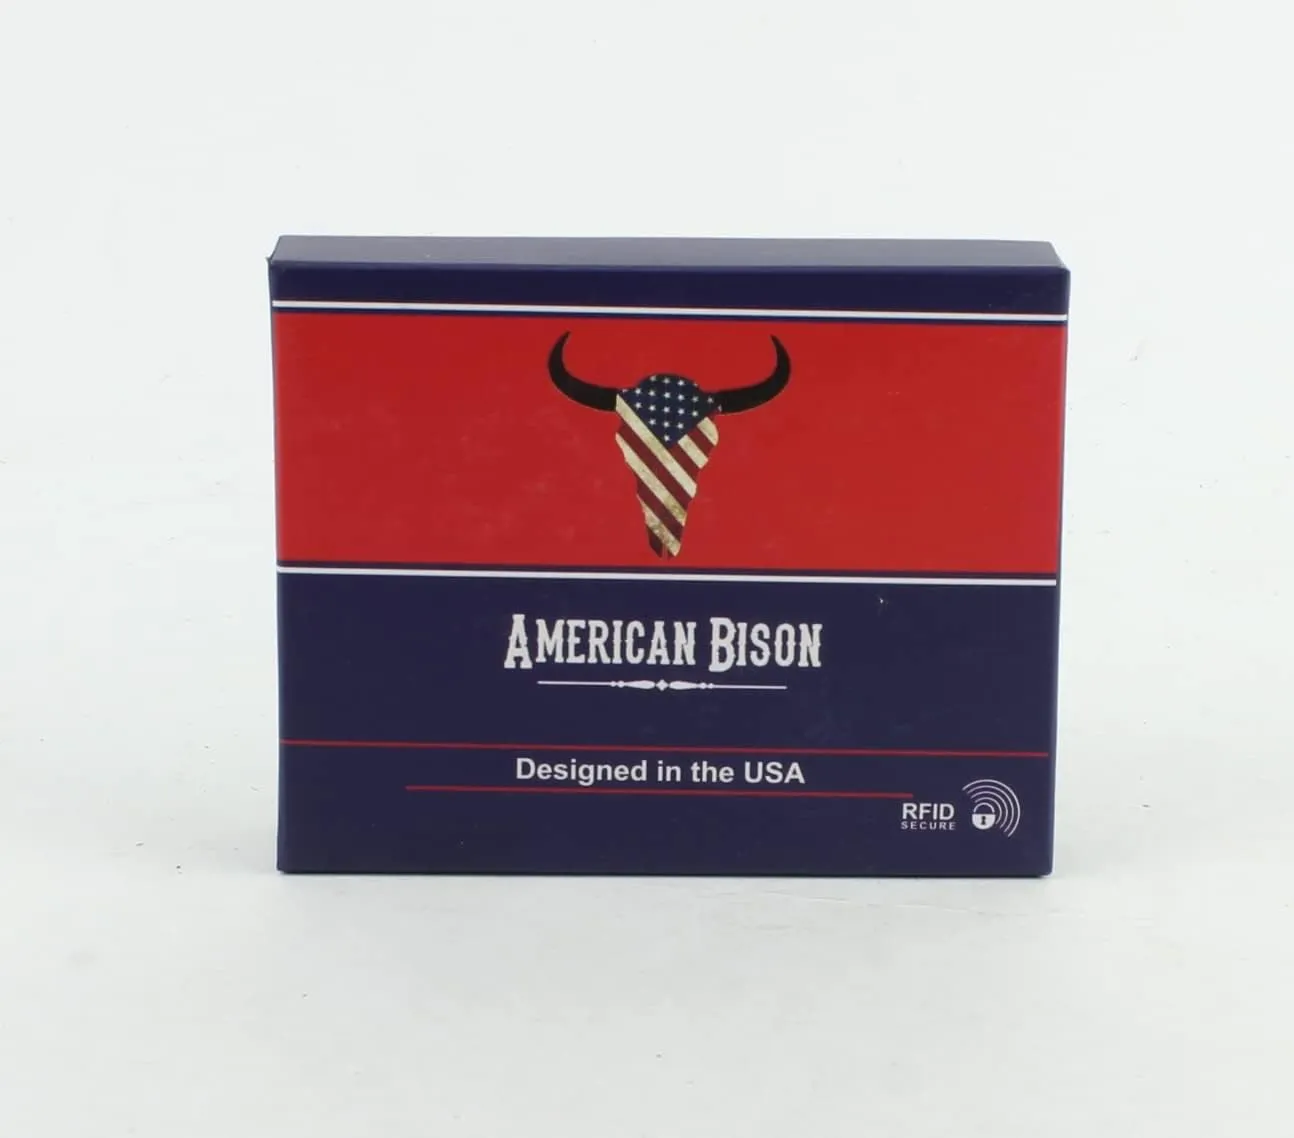 AMERICAN BISON
Designed in the USA
RFID
SECURE